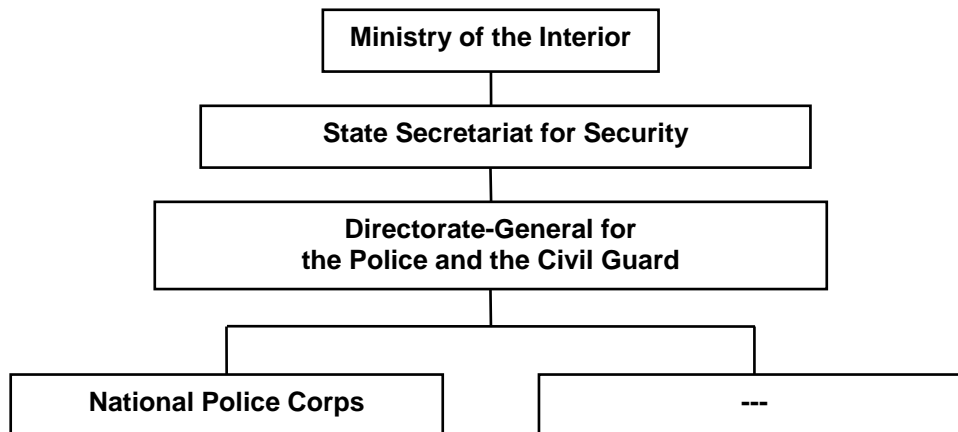 Ministry of the Interior
State Secretariat for Security
Directorate-General for
the Police and the Civil Guard
National Police Corps
---